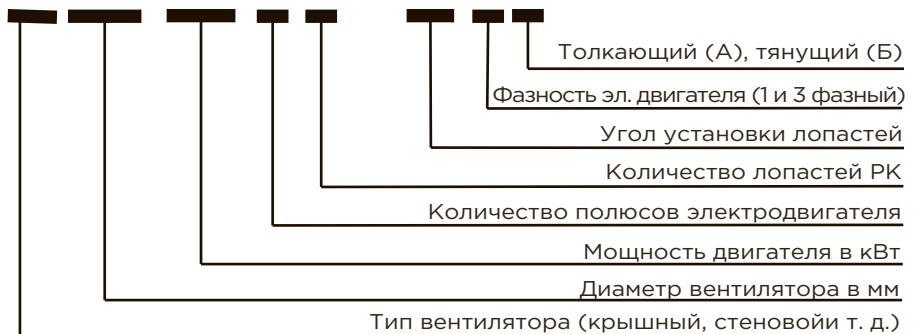 Толкающий (А), тянущий (Б)
Фазность эл. двигателя (1 и 3 фазный)
Угол установки лопастей
Количество лопастей РК
Количество полюсов электродвигателя
Мощность двигателя в кВт
Диаметр вентилятора в мм
Тип вентилятора (крышный, стеновойи т. д.)